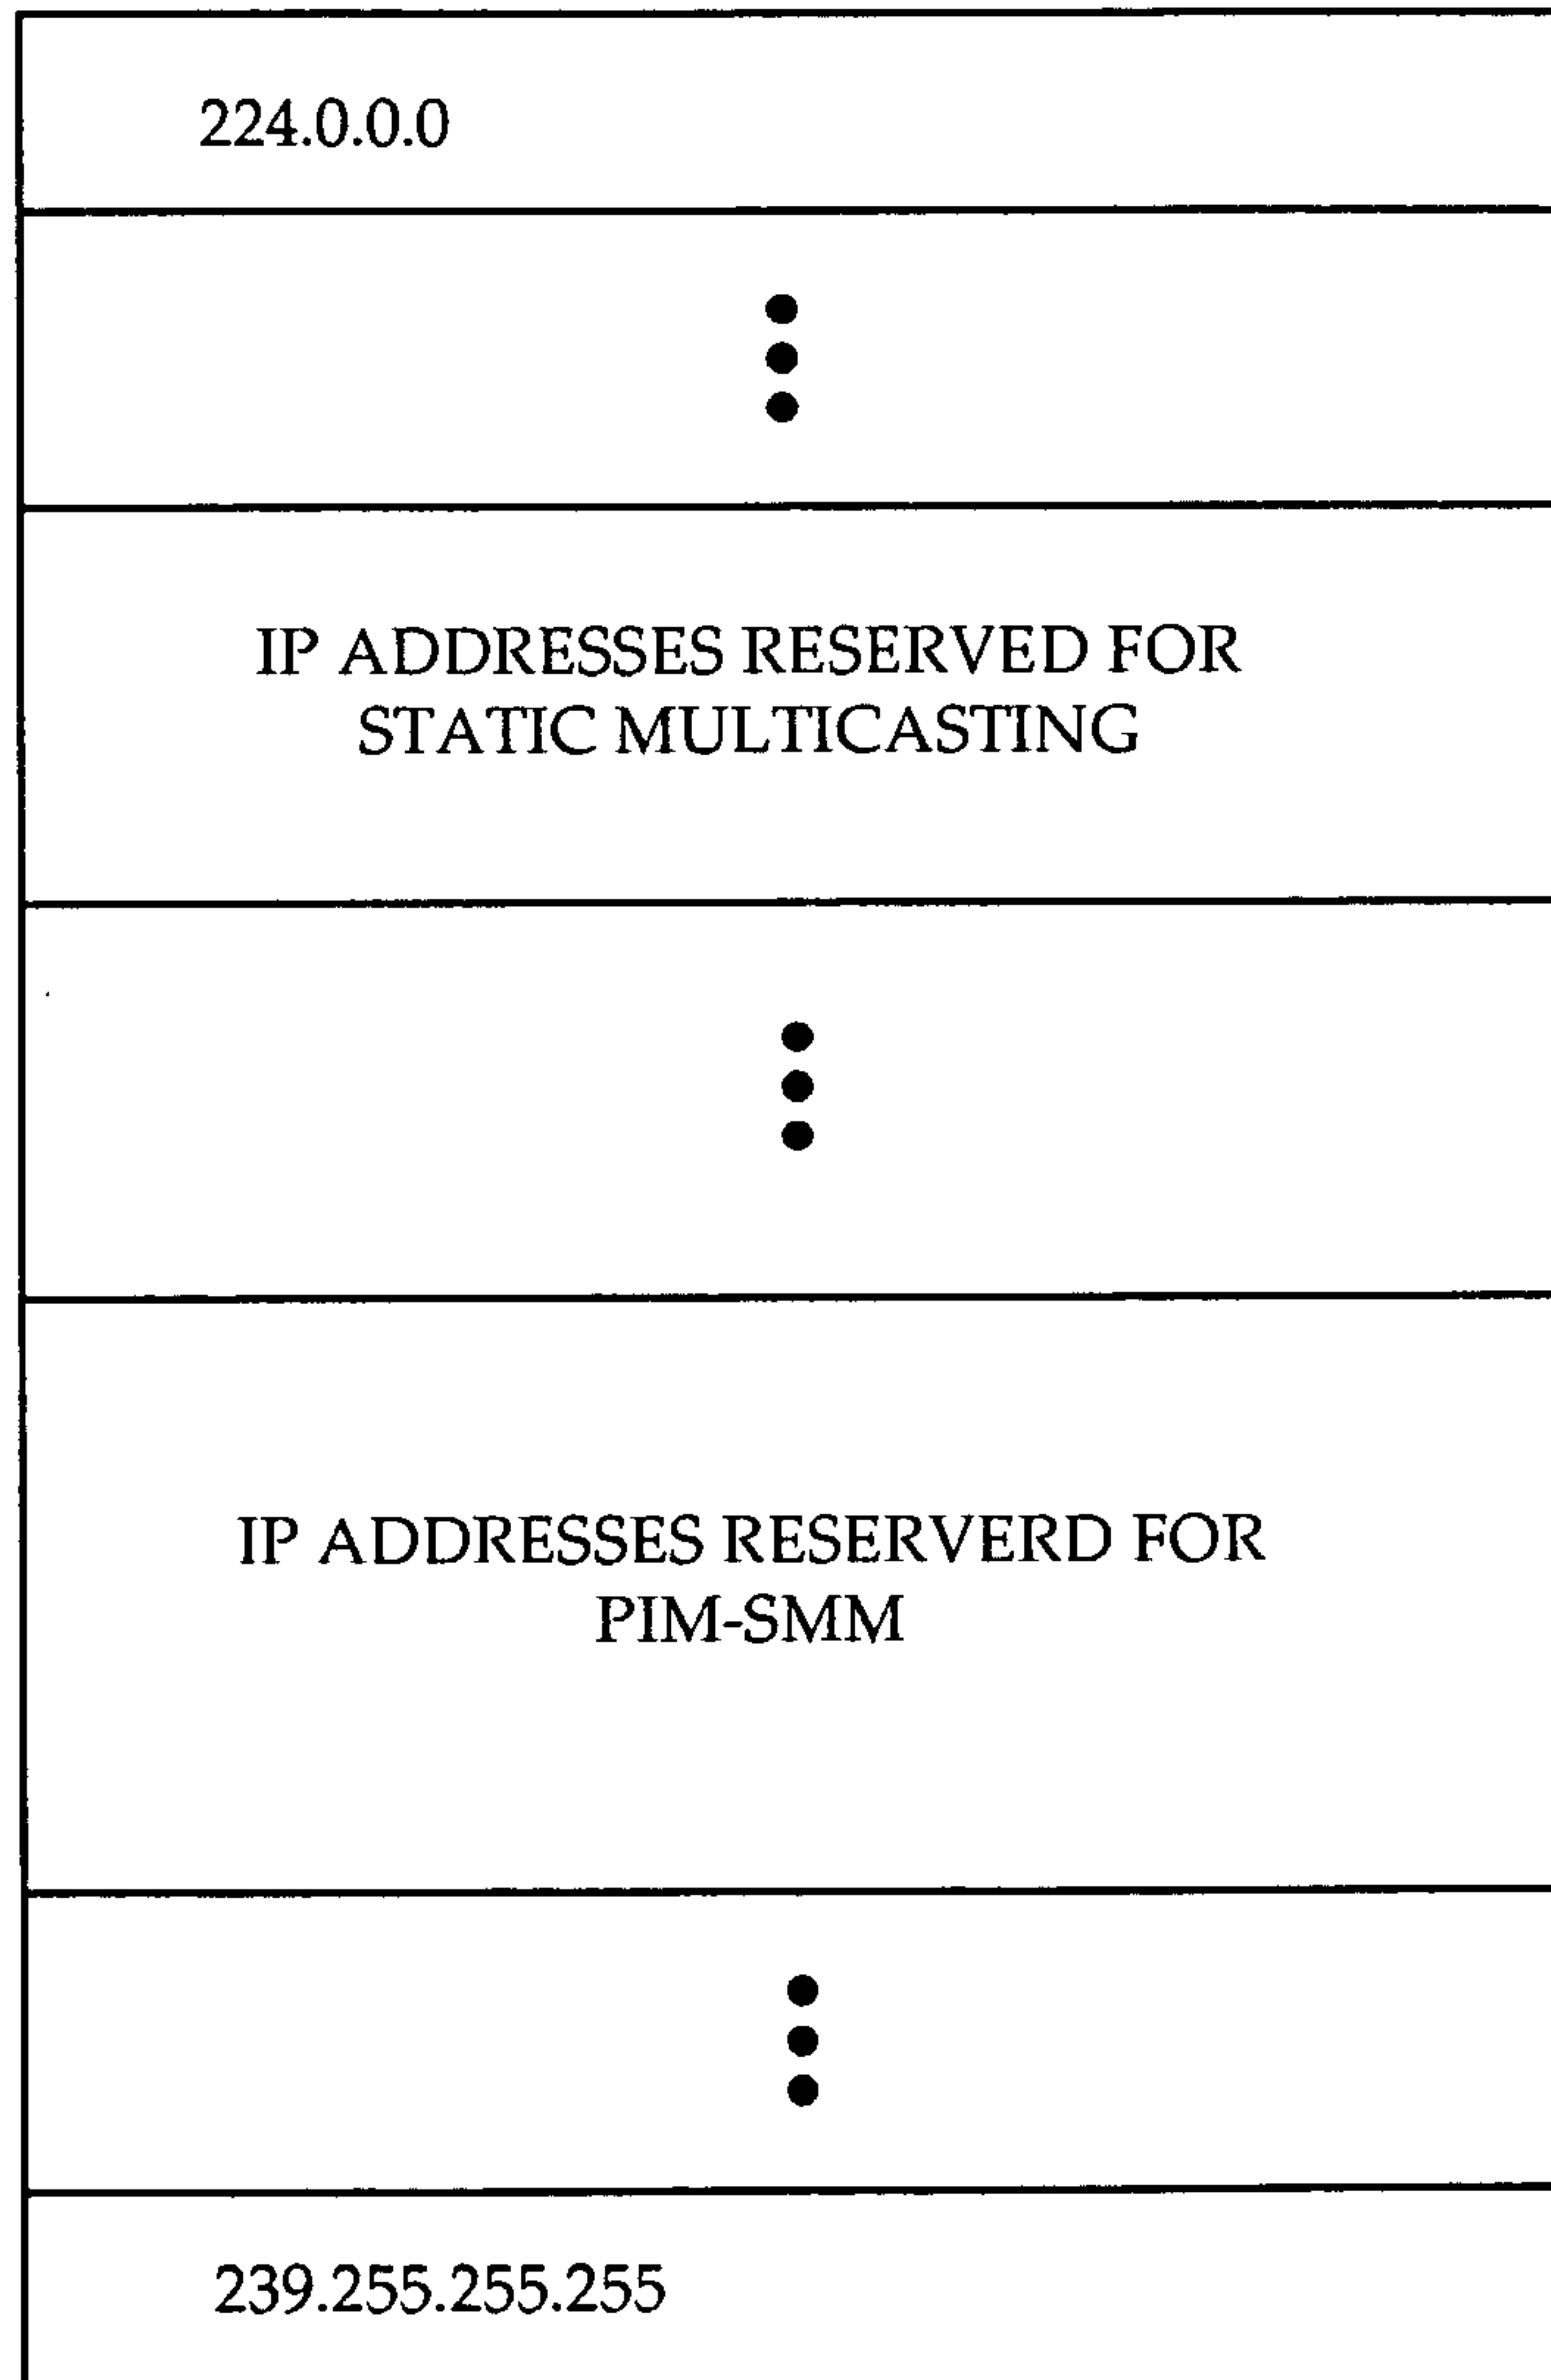 224.0.0.0
IP ADDRESSES RESERVED FOR
STATIC MULTICASTING
IP ADDRESSES RESERVERD FOR
PIM-SMM
239.255.255.255